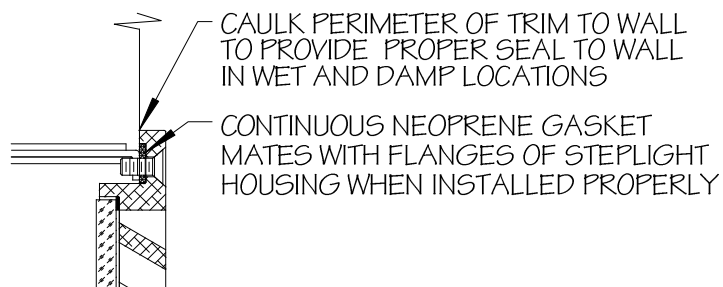 CAULK PERIMETER OF TRIM TO WALL
TO PROVIDE PROPER SEAL TO WALL
IN WET AND DAMP LOCATIONS
CONTINUOUS NEOPRENE GASKET
MATES WITH FLANGES OF STEPLIGHT
HOUSING WHEN INSTALLED PROPERLY